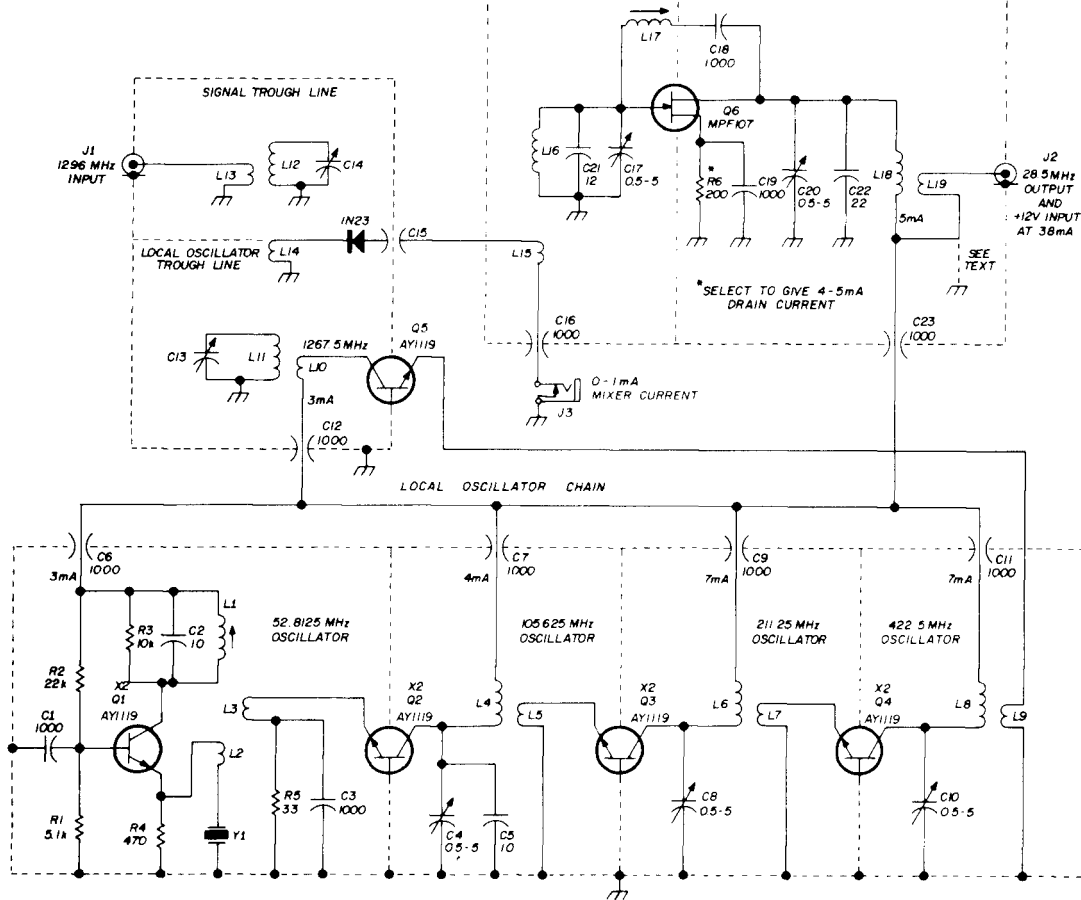 SIGNAL TROUGH LINE
J1
1296 MHz
INPUT
L13
L12
C14
LOCAL OSCILLATOR
TROUGH LINE
L14
1N23
C15
L15
L17
C18
1000
Q6
MPF107
L16
C21
12
C17
0.5-5
*
R6
200
C19
1000
C20
0.5-5
C22
22
L18
L19
5mA
J2
28.5MHz
OUTPUT
AND
+12V INPUT
AT 38mA
SEE
TEXT
*SELECT TO GIVE 4-5mA
DRAIN CURRENT
C16
1000
C23
1000
0-1mA
MIXER CURRENT
J3
C13
L11
1267.5MHz
L10
3mA
Q5
AY1119
C12
1000
LOCAL OSCILLATOR CHAIN
C6
1000
3mA
C7
1000
4mA
C9
1000
7mA
C11
1000
7mA
R3
10k
C2
10
L1
52.8125MHz
OSCILLATOR
105.625 MHz
OSCILLATOR
211.25MHz
OSCILLATOR
422.5 MHz
OSCILLATOR
R2
22k
C1
1000
X2
Q1
AY1119
L2
L3
X2
Q2
AY1119
L4
L5
X2
Q3
AY1119
L6
L7
X2
Q4
AY1119
L8
L9
R1
5.1k
R4
470
Y1
R5
33
C3
1000
C4
0.5-5
C5
10
C8
0.5-5
C10
0.5-5